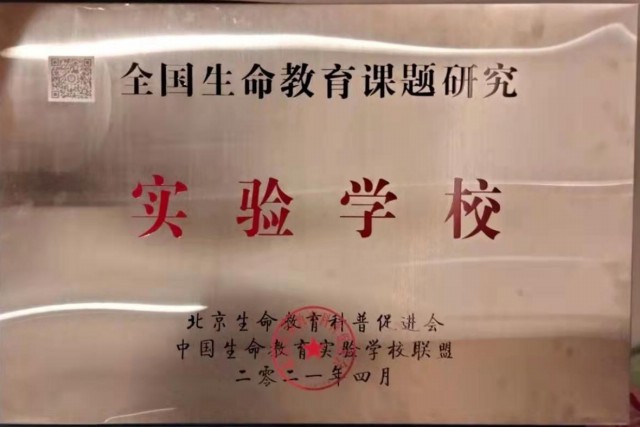 全国生命教育课题研究
实验学校
北京生命教育科普促进会
中国生命教育实验学校联盟
二零二一年四月